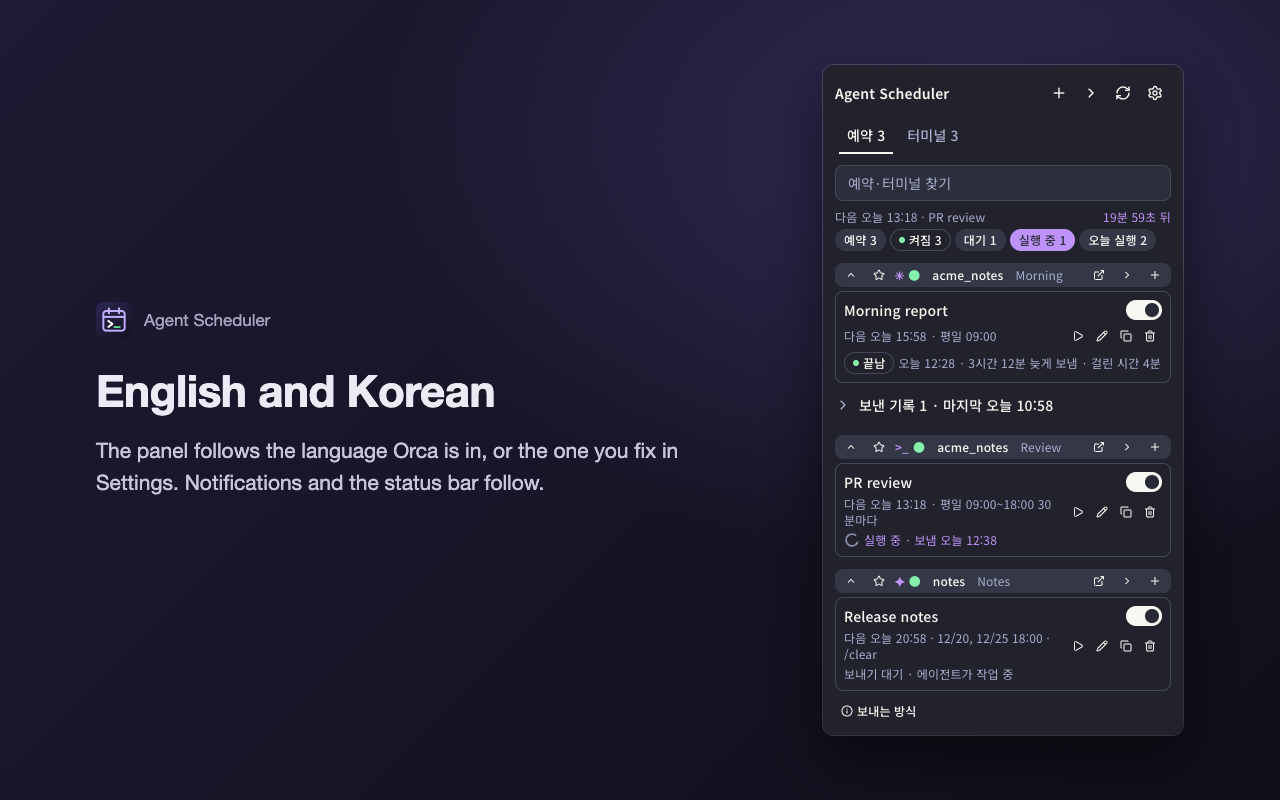 Agent Scheduler
English and Korean
The panel follows the language Orca is in, or the one you fix in
Settings. Notifications and the status bar follow.
Agent Scheduler
예약 3 터미널 3
예약·터미널 찾기
다음 오늘 13:18 · PR review 19분 59초 뒤
예약 3 켜짐 3 대기 1 실행 중 1 오늘 실행 2
acme_notes Morning
Morning report
다음 오늘 15:58 · 평일 09:00
끝남 오늘 12:28 · 3시간 12분 늦게 보냄 · 걸린 시간 4분
보낸 기록 1 · 마지막 오늘 10:58
>_ acme_notes Review
PR review
다음 오늘 13:18 · 평일 09:00~18:00 30
분마다
실행 중 · 보냄 오늘 12:38
notes Notes
Release notes
다음 오늘 20:58 · 12/20, 12/25 18:00 ·
/clear
보내기 대기 · 에이전트가 작업 중
보내는 방식